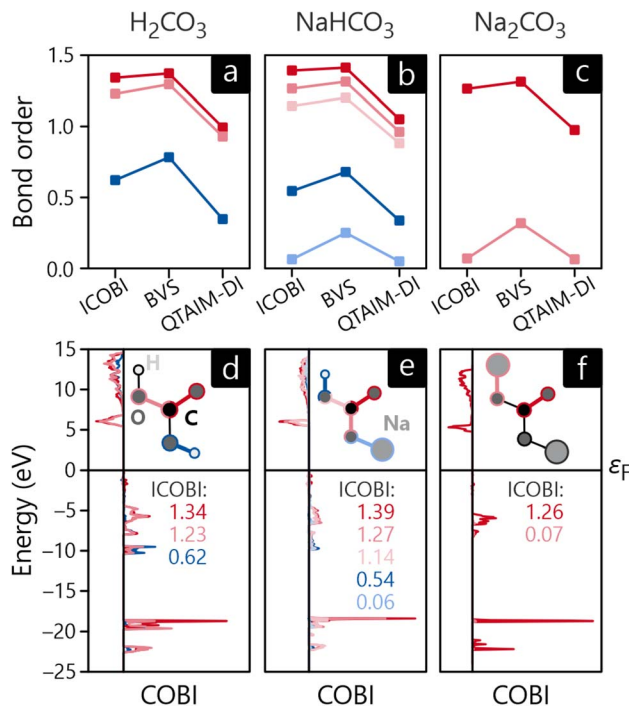 H₂CO₃ NaHCO₃ Na₂CO₃
a b c
Bond order
1.5
1.0
0.5
0.0
ICOBI BVS QTAIM-DI ICOBI BVS QTAIM-DI ICOBI BVS QTAIM-DI
d e f
Energy (eV)
15
10
5
0
−5
−10
−15
−20
−25
H
O C
Na
εF
ICOBI:
1.34
1.23
0.62
ICOBI:
1.39
1.27
1.14
0.54
0.06
ICOBI:
1.26
0.07
COBI COBI COBI